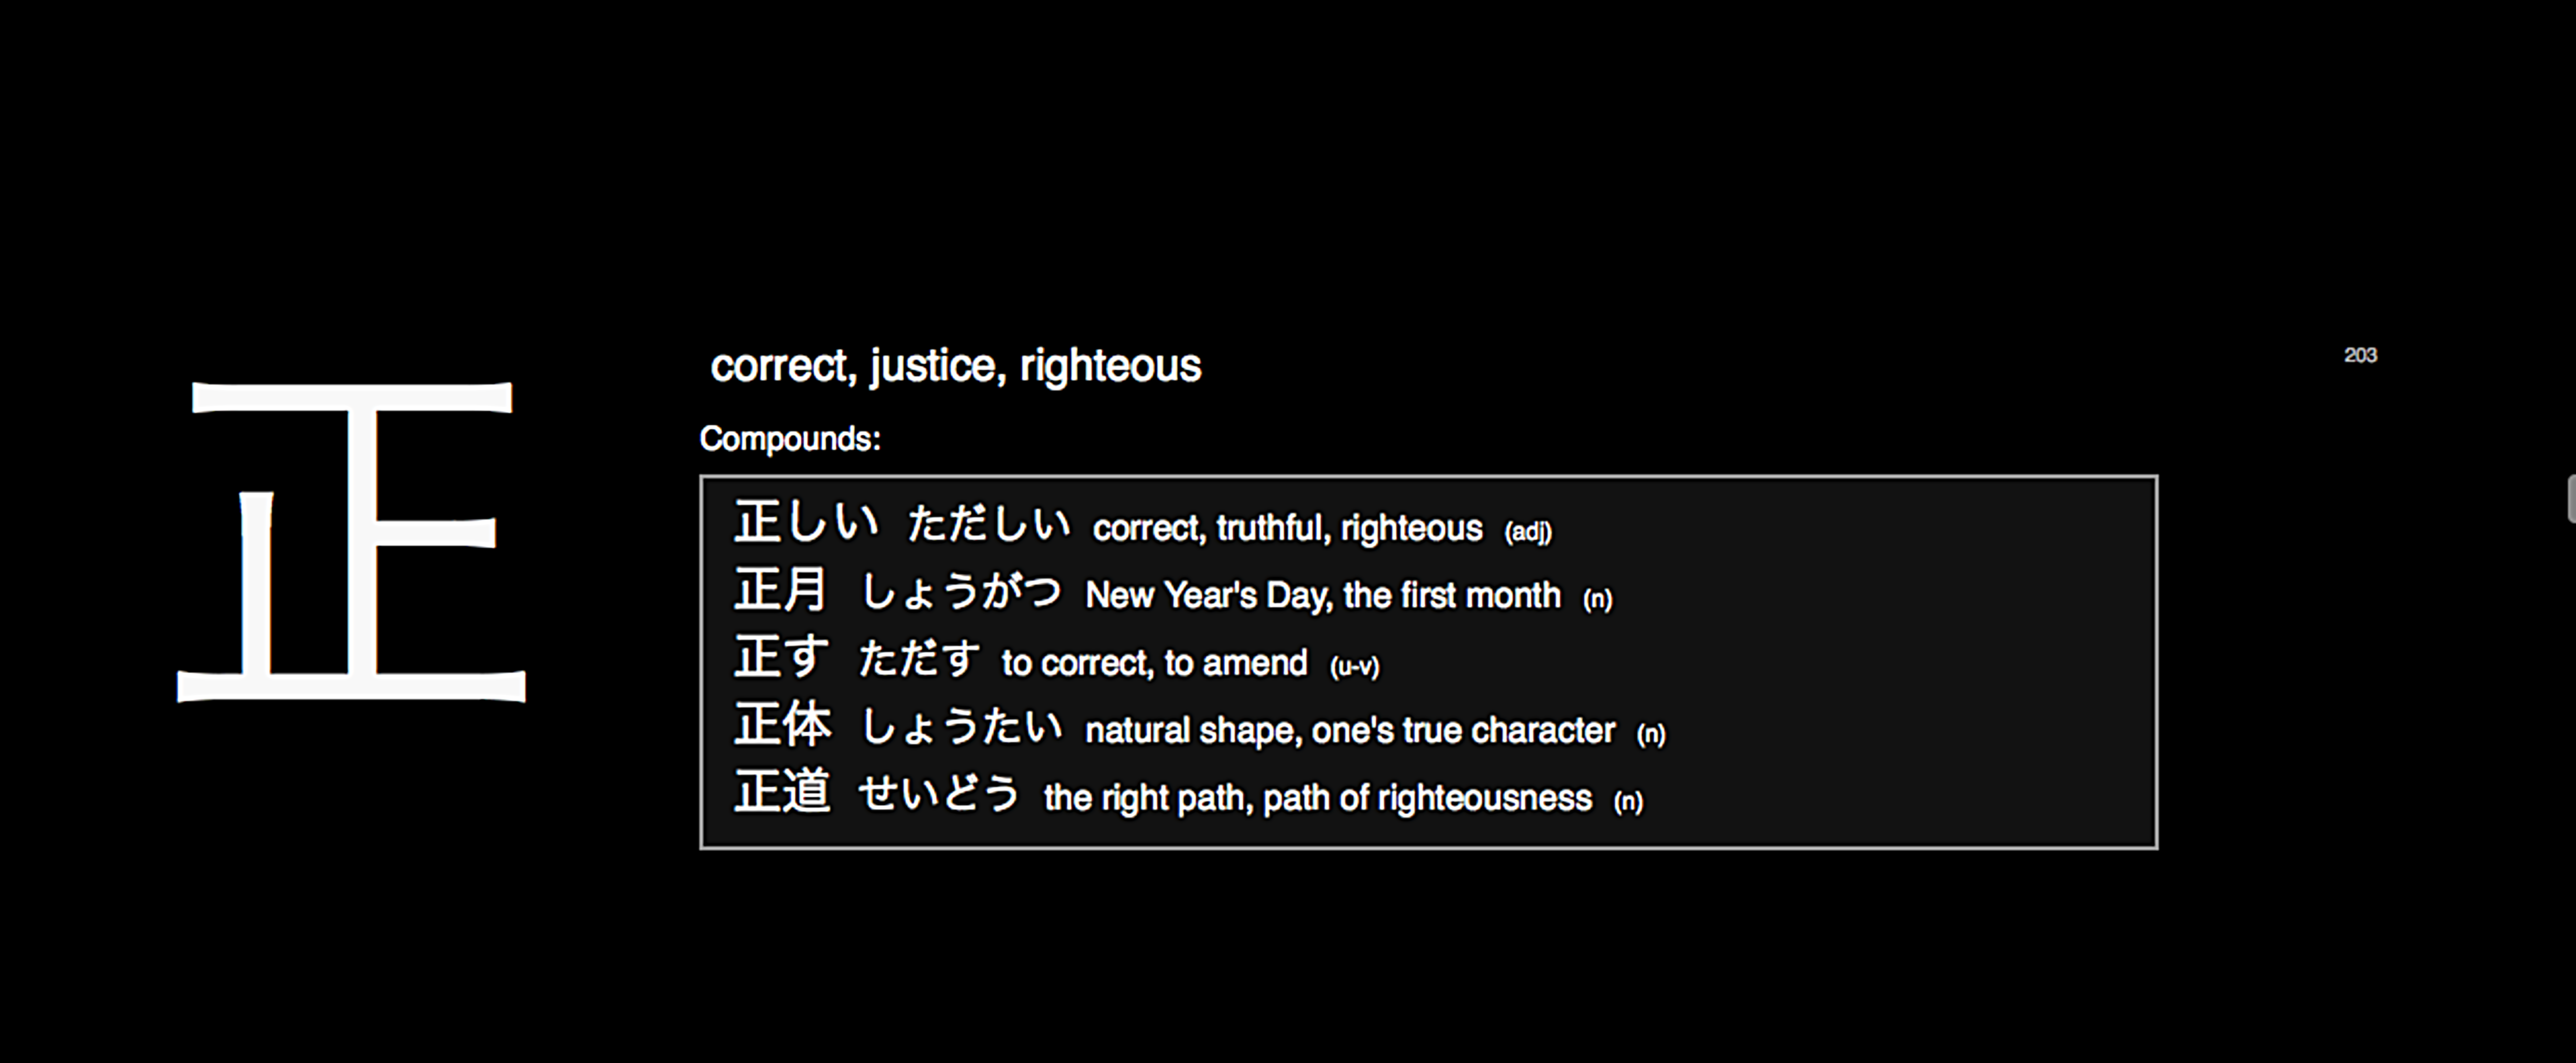 正
correct, justice, righteous
203
Compounds:
正しい ただしい correct, truthful, righteous (adj)
正月 しょうがつ New Year's Day, the first month (n)
正す ただす to correct, to amend (u-v)
正体 しょうたい natural shape, one's true character (n)
正道 せいどう the right path, path of righteousness (n)